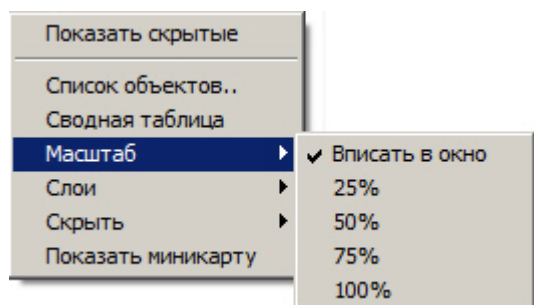 Показать скрытые
Список объектов..
Сводная таблица
Масштаб
Слои
Скрыть
Показать миникарту
Вписать в окно
25%
50%
75%
100%